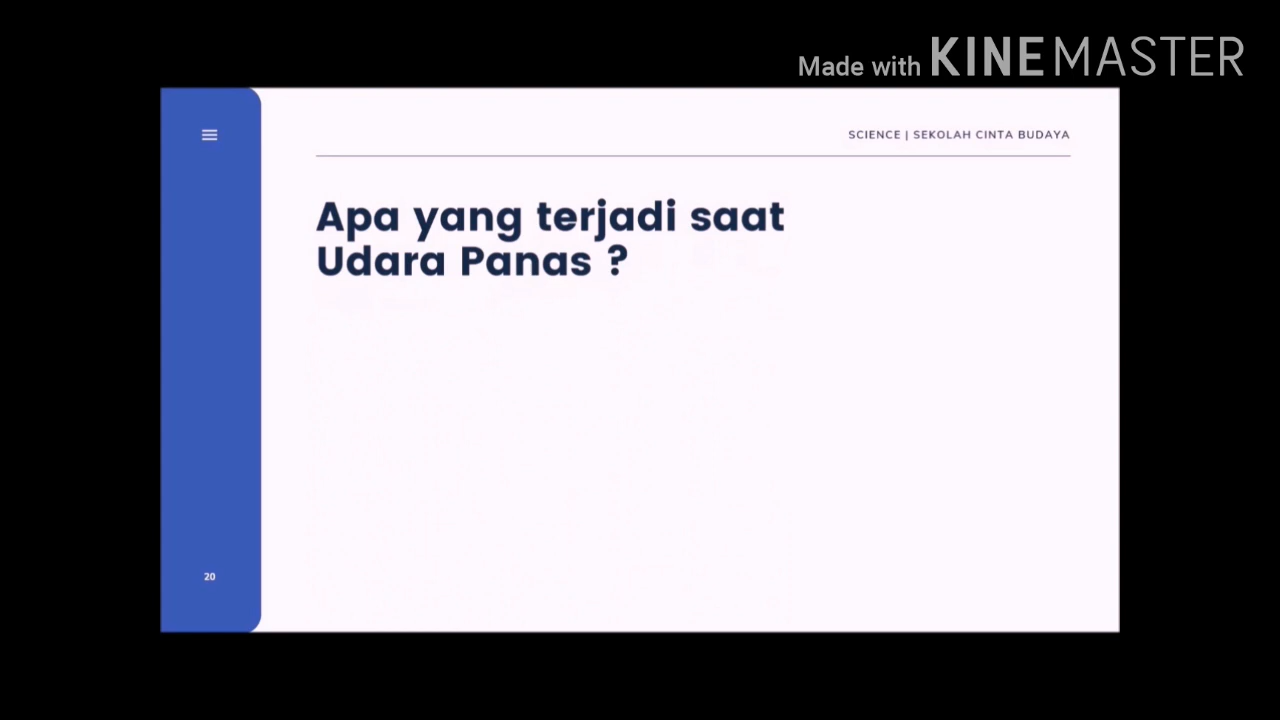 Made with KINEMASTER
SCIENCE | SEKOLAH CINTA BUDAYA
Apa yang terjadi saat
Udara Panas ?
20